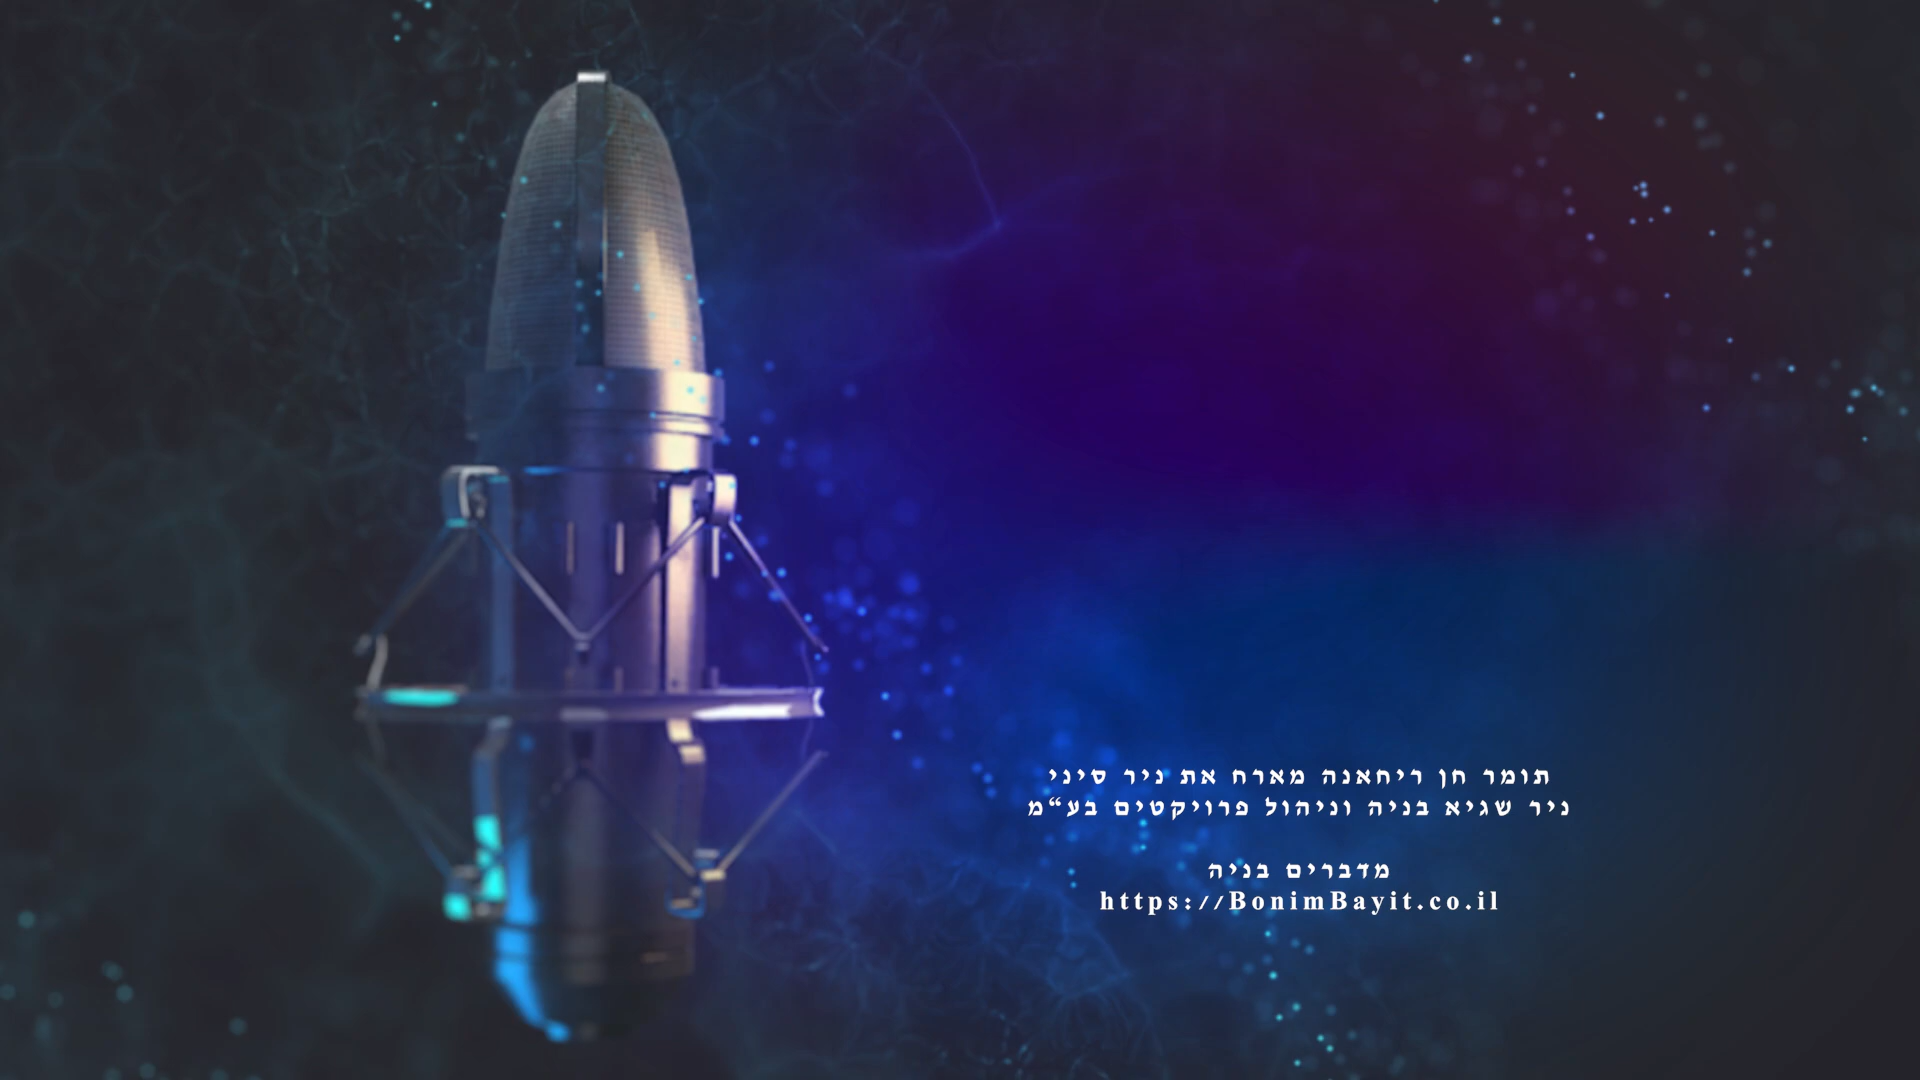 תומר חן ריחאנה מארח את ניר סיני
ניר שגיא בניה וניהול פרויקטים בע“מ
מדברים בניה
https://BonimBayit.co.il